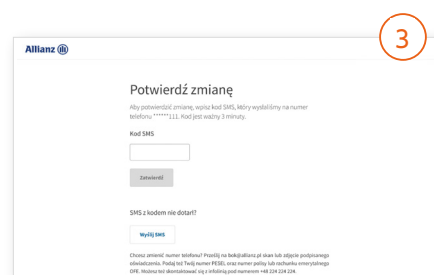 3
Allianz
Potwierdź zmianę
Aby potwierdzić zmianę, wpisz kod SMS, który wysłaliśmy na numer
telefonu ******111. Kod jest ważny 3 minuty.
Kod SMS
Zatwierdź
SMS z kodem nie dotarł?
Wyślij SMS
Chcesz zmienić numer telefonu? Prześlij na bok@allianz.pl skan lub zdjęcie podpisanego
oświadczenia. Podaj też Twój numer PESEL oraz numer polisy lub rachunku emerytalnego
OFE. Możesz też skontaktować się z infolinią pod numerem +48 224 224 224.